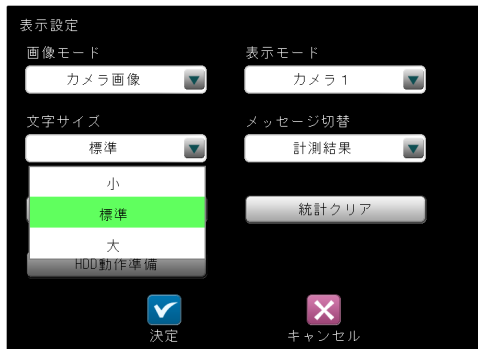 表示設定
画像モード
表示モード
カメラ画像
カメラ1
文字サイズ
メッセージ切替
標準
計測結果
小
標準
大
統計クリア
HDD動作準備
決定
キャンセル